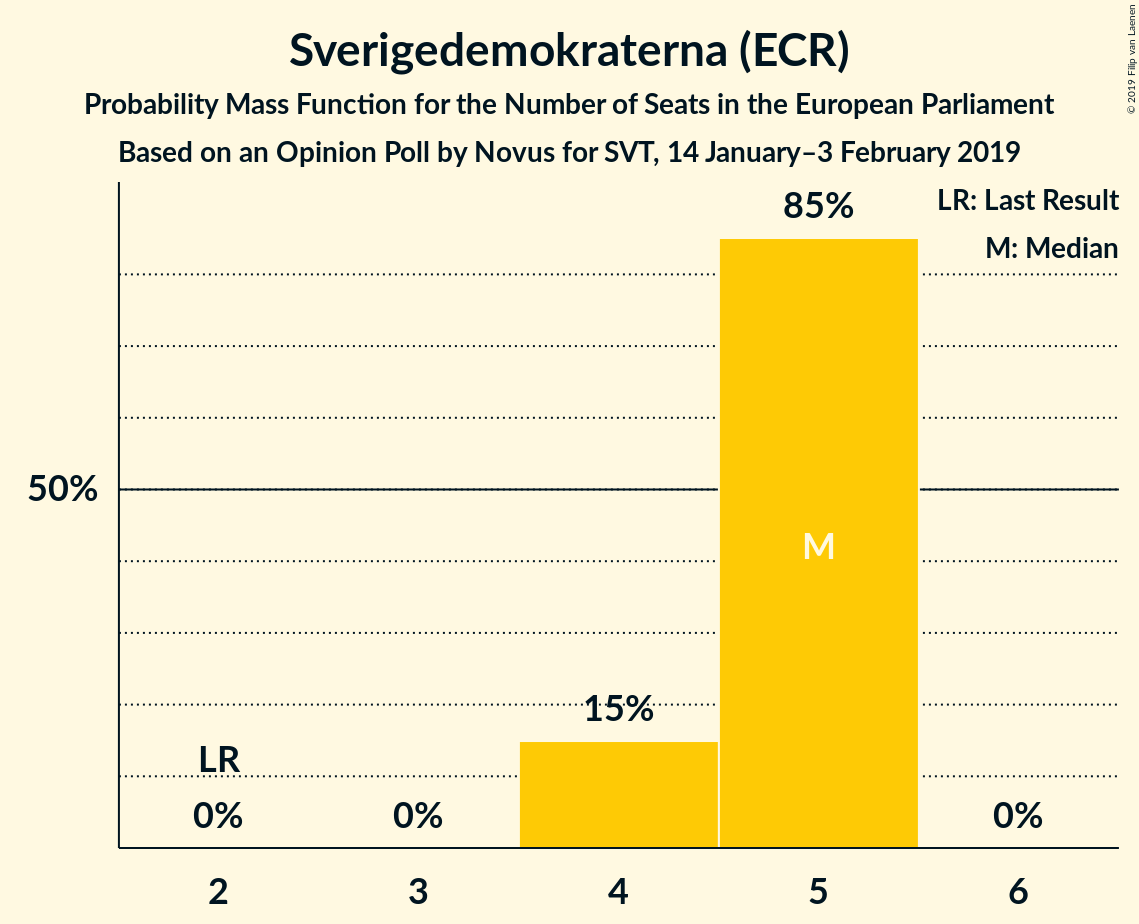 Sverigedemokraterna (ECR)
Probability Mass Function for the Number of Seats in the European Parliament
Based on an Opinion Poll by Novus for SVT, 14 January–3 February 2019
© 2019 Filip van Laenen
LR: Last Result
M: Median
85%
50%
M
15%
LR
0%
0%
0%
2
3
4
5
6